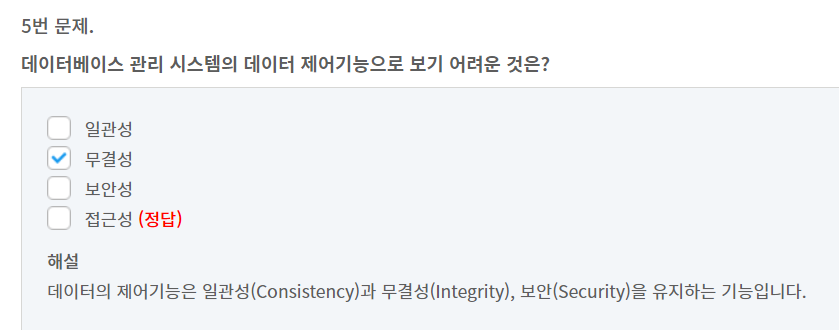 5번 문제.
데이터베이스 관리 시스템의 데이터 제어기능으로 보기 어려운 것은?
일관성
무결성
보안성
접근성 (정답)
해설
데이터의 제어기능은 일관성(Consistency)과 무결성(Integrity), 보안(Security)을 유지하는 기능입니다.